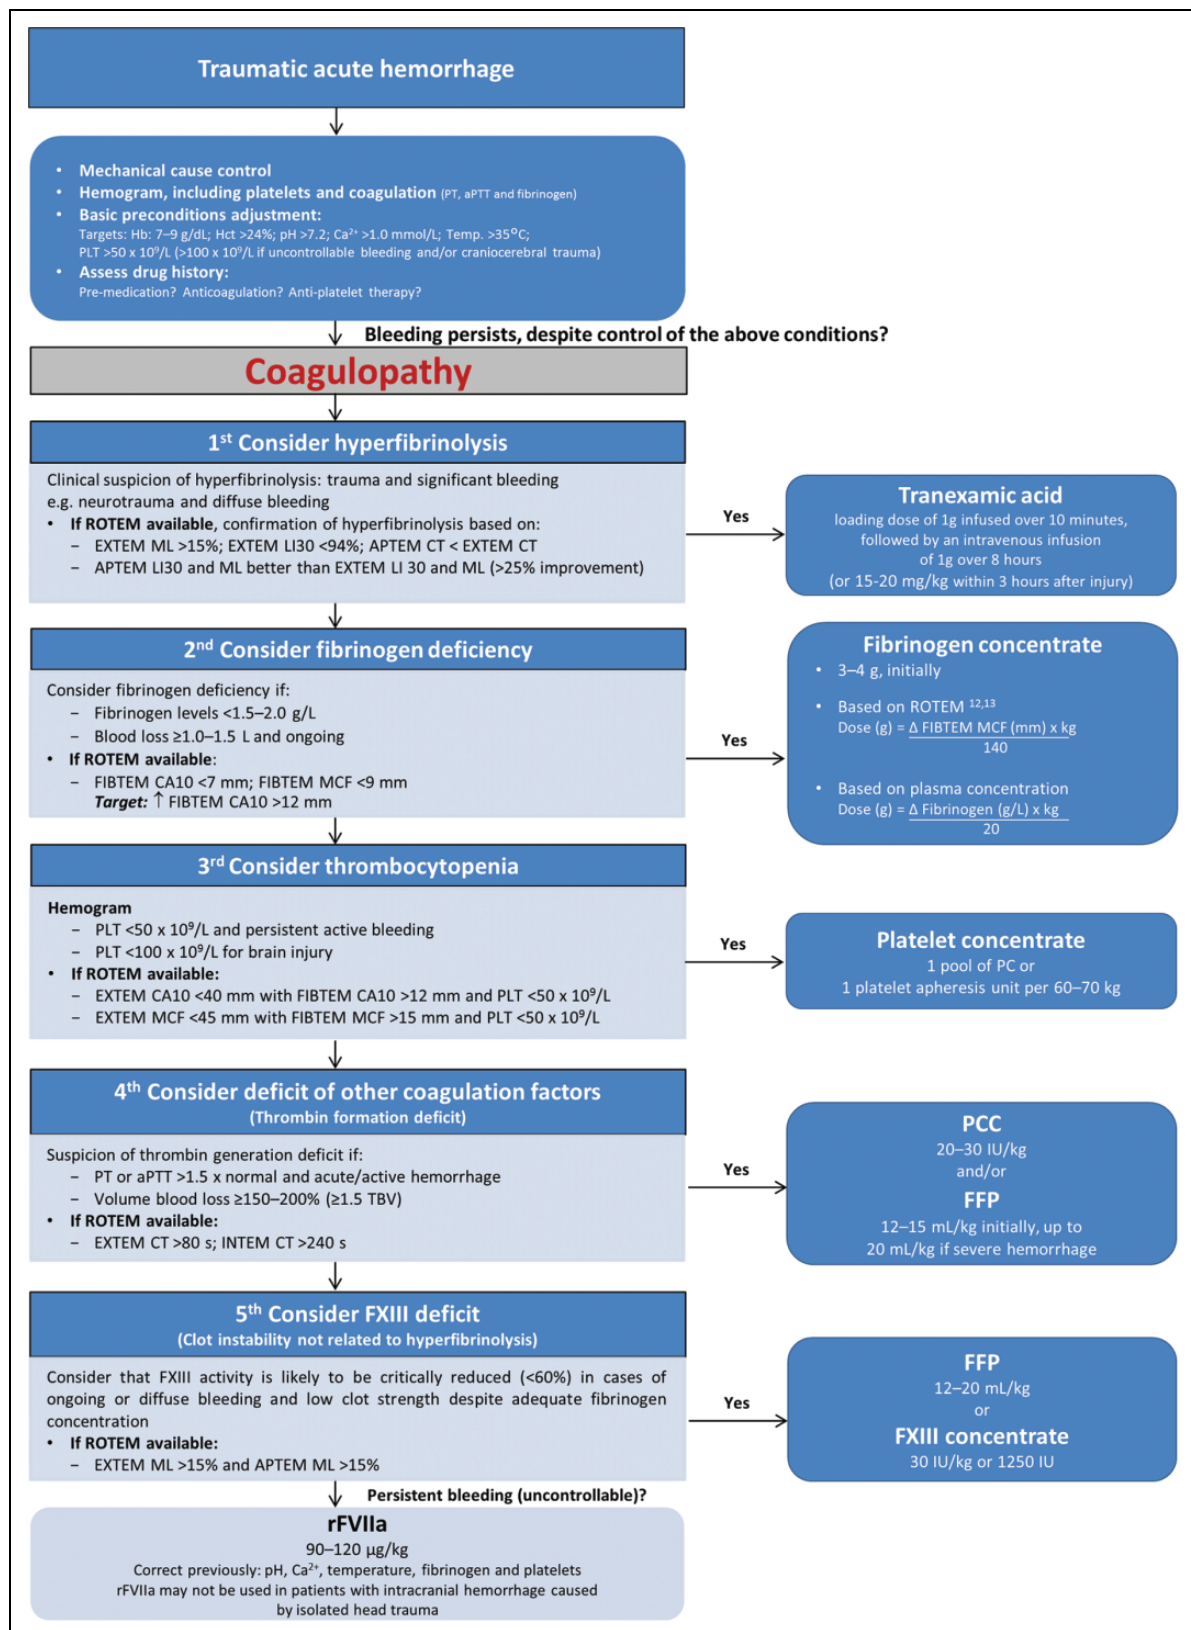 Traumatic acute hemorrhage
• Mechanical cause control
• Hemogram, including platelets and coagulation (PT, aPTT and fibrinogen)
• Basic preconditions adjustment:
Targets: Hb: 7–9 g/dL; Hct >24%; pH >7.2; Ca²⁺ >1.0 mmol/L; Temp. >35°C;
PLT >50 x 10⁹/L (>100 x 10⁹/L if uncontrollable bleeding and/or craniocerebral trauma)
• Assess drug history:
Pre-medication? Anticoagulation? Anti-platelet therapy?
Bleeding persists, despite control of the above conditions?
Coagulopathy
1st Consider hyperfibrinolysis
Clinical suspicion of hyperfibrinolysis: trauma and significant bleeding
e.g. neurotrauma and diffuse bleeding
• If ROTEM available, confirmation of hyperfibrinolysis based on:
– EXTEM ML >15%; EXTEM LI30 <94%; APTEM CT < EXTEM CT
– APTEM LI30 and ML better than EXTEM LI 30 and ML (>25% improvement)
Yes
Tranexamic acid
loading dose of 1g infused over 10 minutes,
followed by an intravenous infusion
of 1g over 8 hours
(or 15-20 mg/kg within 3 hours after injury)
2nd Consider fibrinogen deficiency
Consider fibrinogen deficiency if:
– Fibrinogen levels <1.5–2.0 g/L
– Blood loss ≥1.0–1.5 L and ongoing
• If ROTEM available:
– FIBTEM CA10 <7 mm; FIBTEM MCF <9 mm
Target: ↑ FIBTEM CA10 >12 mm
Yes
Fibrinogen concentrate
• 3–4 g, initially
• Based on ROTEM 12,13
Dose (g) = Δ FIBTEM MCF (mm) x kg
140
• Based on plasma concentration
Dose (g) = Δ Fibrinogen (g/L) x kg
20
3rd Consider thrombocytopenia
Hemogram
– PLT <50 x 10⁹/L and persistent active bleeding
– PLT <100 x 10⁹/L for brain injury
• If ROTEM available:
– EXTEM CA10 <40 mm with FIBTEM CA10 >12 mm and PLT <50 x 10⁹/L
– EXTEM MCF <45 mm with FIBTEM MCF >15 mm and PLT <50 x 10⁹/L
Yes
Platelet concentrate
1 pool of PC or
1 platelet apheresis unit per 60–70 kg
4th Consider deficit of other coagulation factors
(Thrombin formation deficit)
Suspicion of thrombin generation deficit if:
– PT or aPTT >1.5 x normal and acute/active hemorrhage
– Volume blood loss ≥150–200% (≥1.5 TBV)
• If ROTEM available:
– EXTEM CT >80 s; INTEM CT >240 s
Yes
PCC
20–30 IU/kg
and/or
FFP
12–15 mL/kg initially, up to
20 mL/kg if severe hemorrhage
5th Consider FXIII deficit
(Clot instability not related to hyperfibrinolysis)
Consider that FXIII activity is likely to be critically reduced (<60%) in cases of
ongoing or diffuse bleeding and low clot strength despite adequate fibrinogen
concentration
• If ROTEM available:
– EXTEM ML >15% and APTEM ML >15%
Yes
FFP
12–20 mL/kg
or
FXIII concentrate
30 IU/kg or 1250 IU
Persistent bleeding (uncontrollable)?
rFVIIa
90–120 µg/kg
Correct previously: pH, Ca²⁺, temperature, fibrinogen and platelets
rFVIIa may not be used in patients with intracranial hemorrhage caused
by isolated head trauma